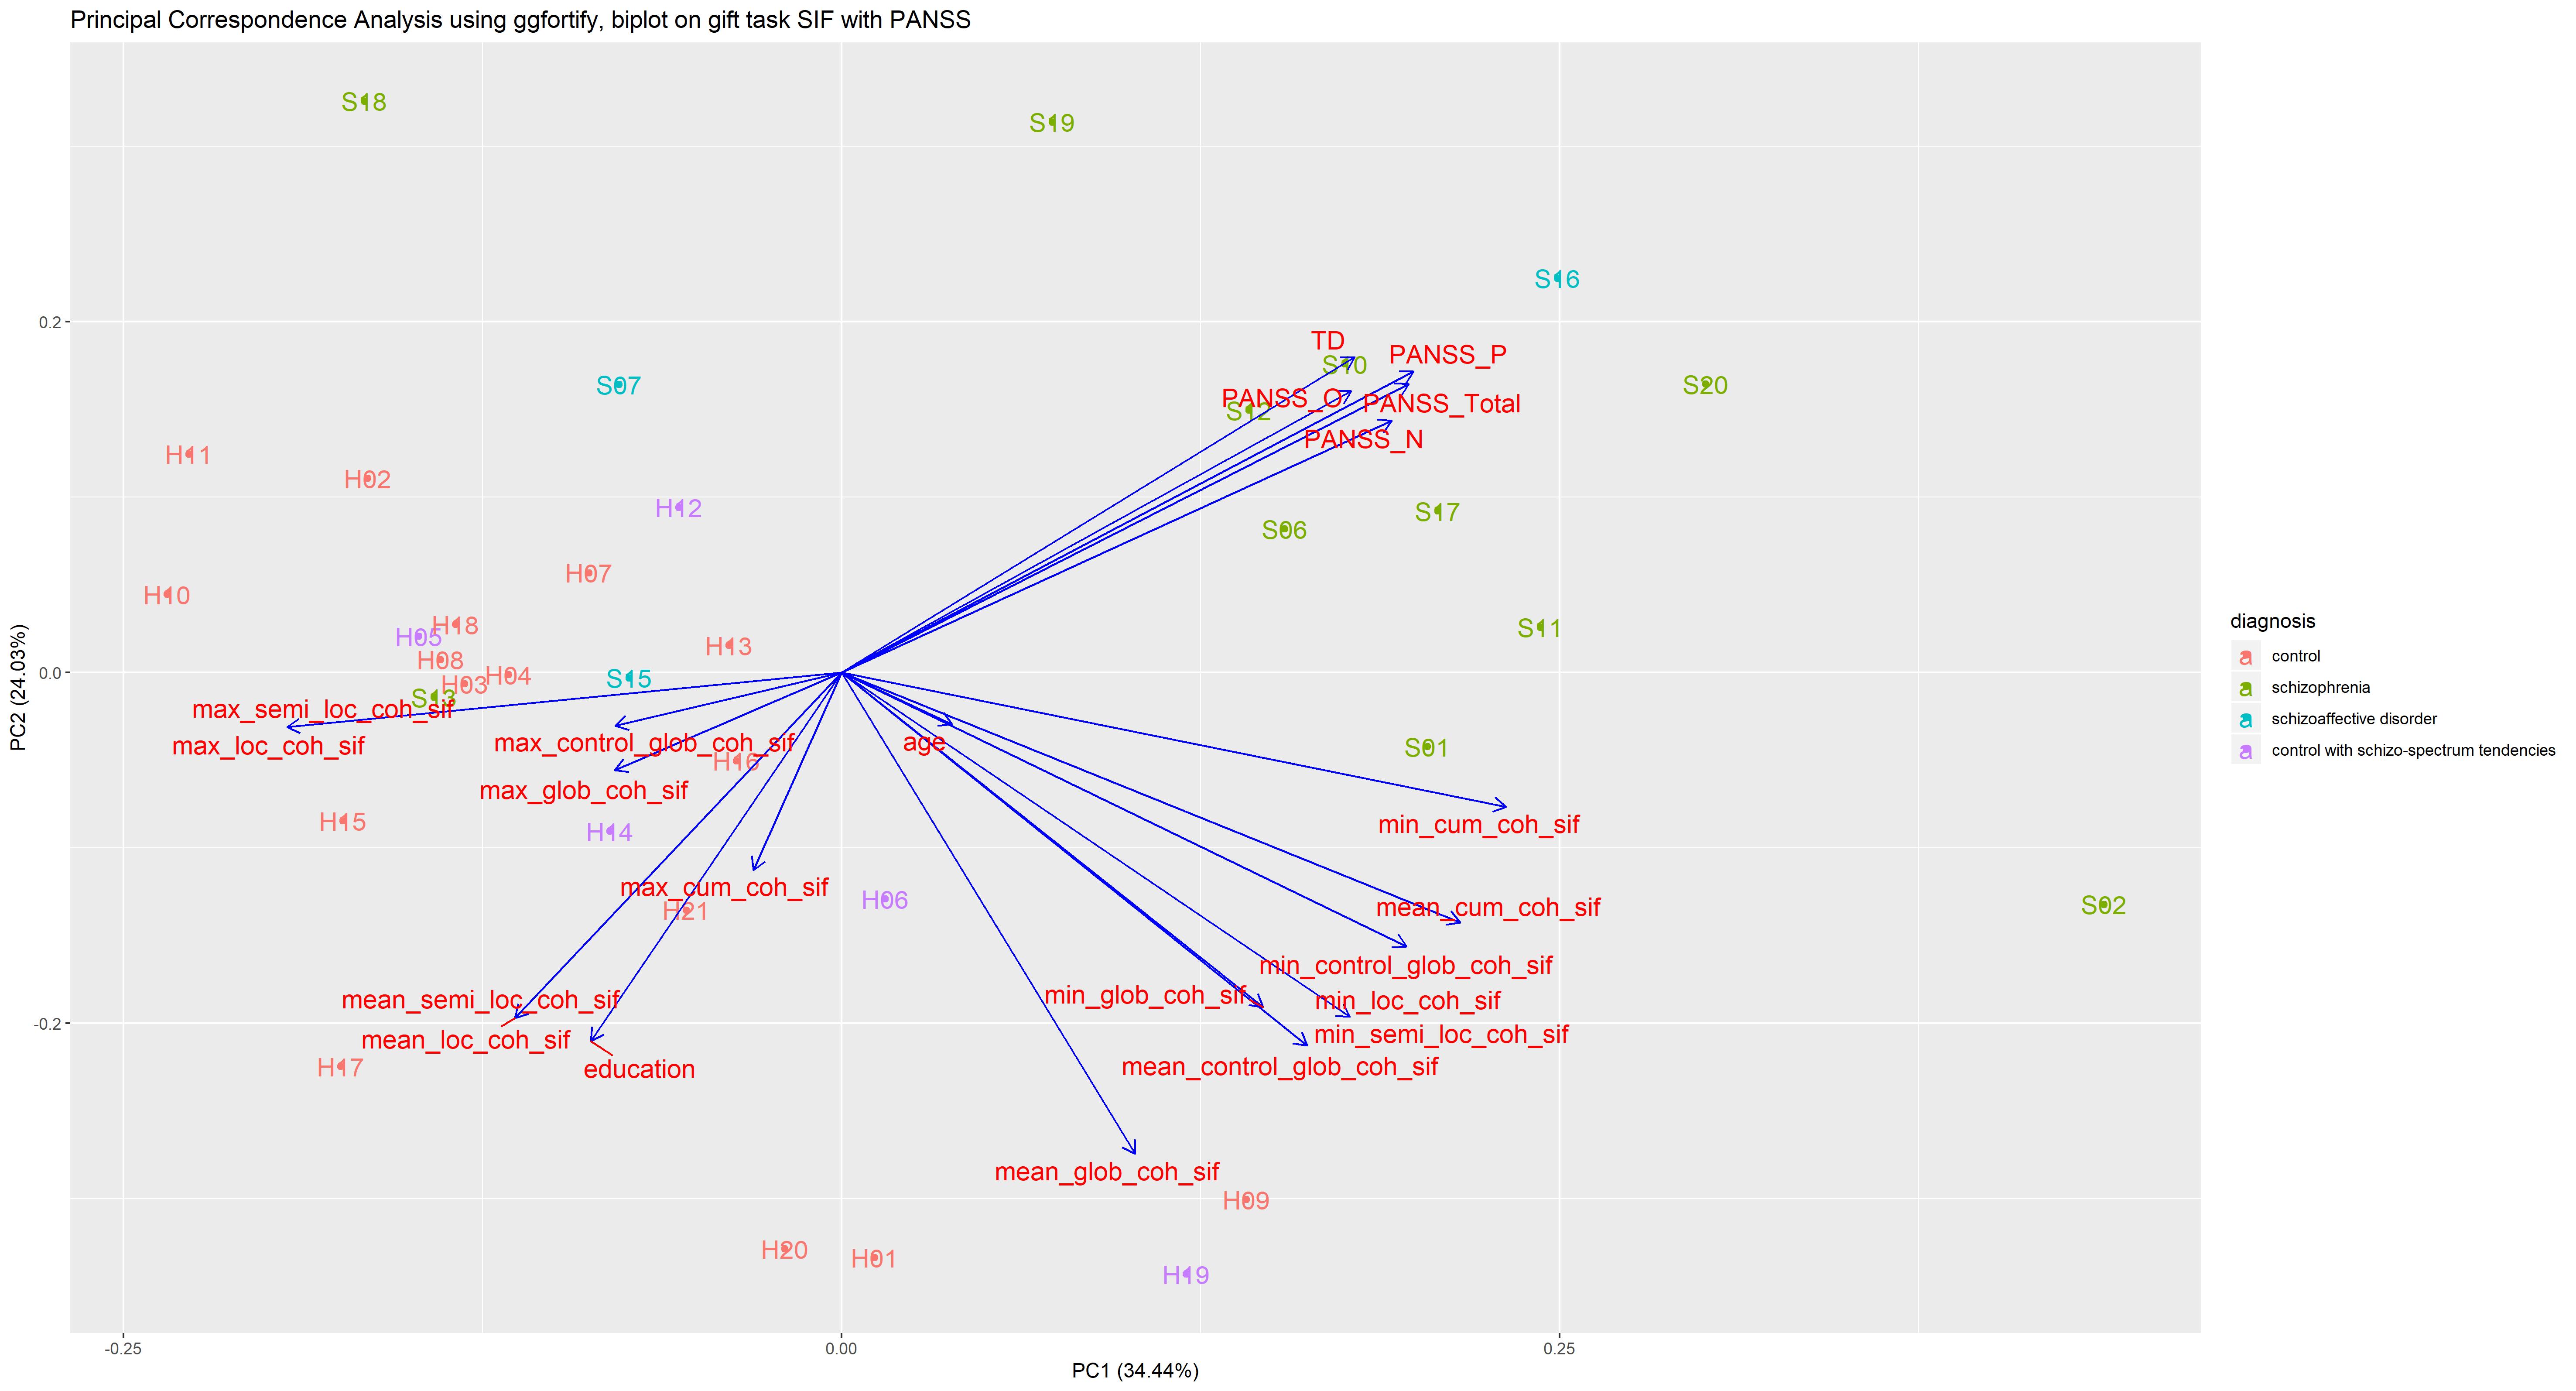 Principal Correspondence Analysis using ggfortify, biplot on gift task SIF with PANSS
S18
S19
S16
0.2
TD
PANSS_P
S10
S07
S20
PANSS_O
PANSS_Total
S12
PANSS_N
H11
H02
H12
S17
S06
H07
H10
H18
S11
H05
H13
H08
0.0
H04
S15
H03
S13
max_semi_loc_coh_sif
max_loc_coh_sif
max_control_glob_coh_sif
age
S01
H16
max_glob_coh_sif
H15
H14
min_cum_coh_sif
max_cum_coh_sif
H06
H21
mean_cum_coh_sif
S02
min_control_glob_coh_sif
mean_semi_loc_coh_sif
min_glob_coh_sif
min_loc_coh_sif
-0.2
mean_loc_coh_sif
min_semi_loc_coh_sif
H17
education
mean_control_glob_coh_sif
mean_glob_coh_sif
H09
H20
H01
H19
-0.25
0.00
0.25
PC1 (34.44%)
PC2 (24.03%)
diagnosis
a control
a schizophrenia
a schizoaffective disorder
a control with schizo-spectrum tendencies